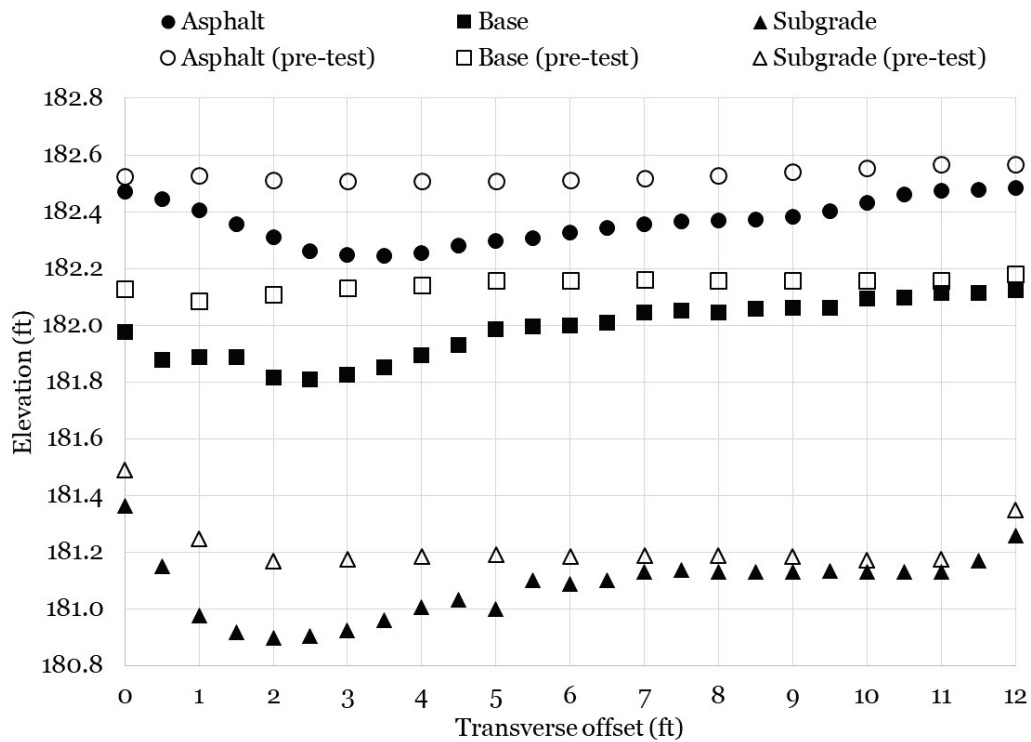 Asphalt Base Subgrade
Asphalt (pre-test) Base (pre-test) Subgrade (pre-test)
182.8
182.6
182.4
182.2
182.0
181.8
181.6
181.4
181.2
181.0
180.8
Elevation (ft)
0 1 2 3 4 5 6 7 8 9 10 11 12
Transverse offset (ft)